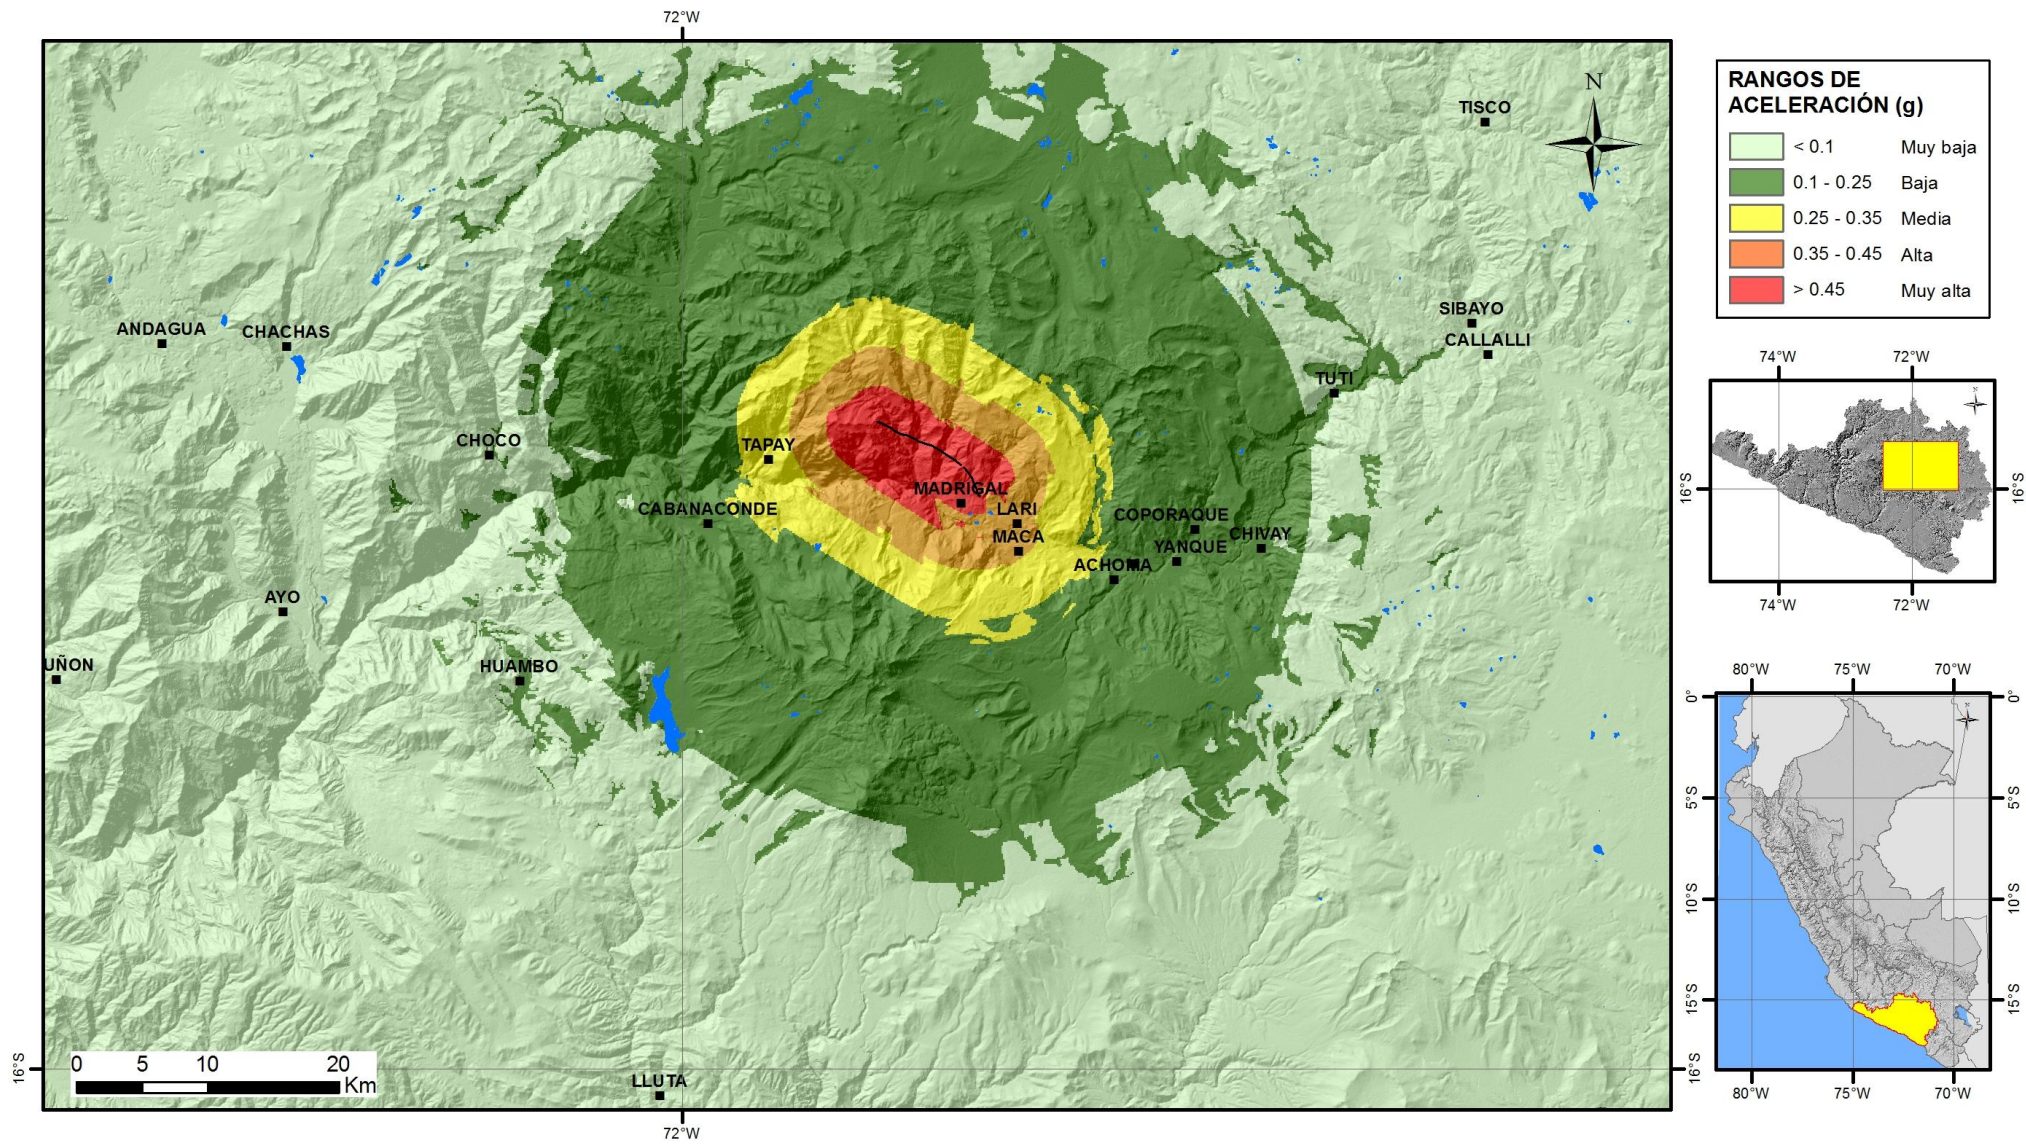 72°W
N
TISCO
SIBAYO
CALLALLI
ANDAGUA
CHACHAS
TUTI
CHOCO
TAPAY
MADRIGAL
CABANACONDE
LARI
COPORAQUE
MACA
CHIVAY
YANQUE
ACHOMA
AYO
UÑON
HUAMBO
16°S
0 5 10 20
Km
LLUTA
16°S
72°W
RANGOS DE
ACELERACIÓN (g)
< 0.1 Muy baja
0.1 - 0.25 Baja
0.25 - 0.35 Media
0.35 - 0.45 Alta
> 0.45 Muy alta
74°W 72°W
16°S 16°S
74°W 72°W
80°W 75°W 70°W
0° 0°
5°S 5°S
10°S 10°S
15°S 15°S
80°W 75°W 70°W